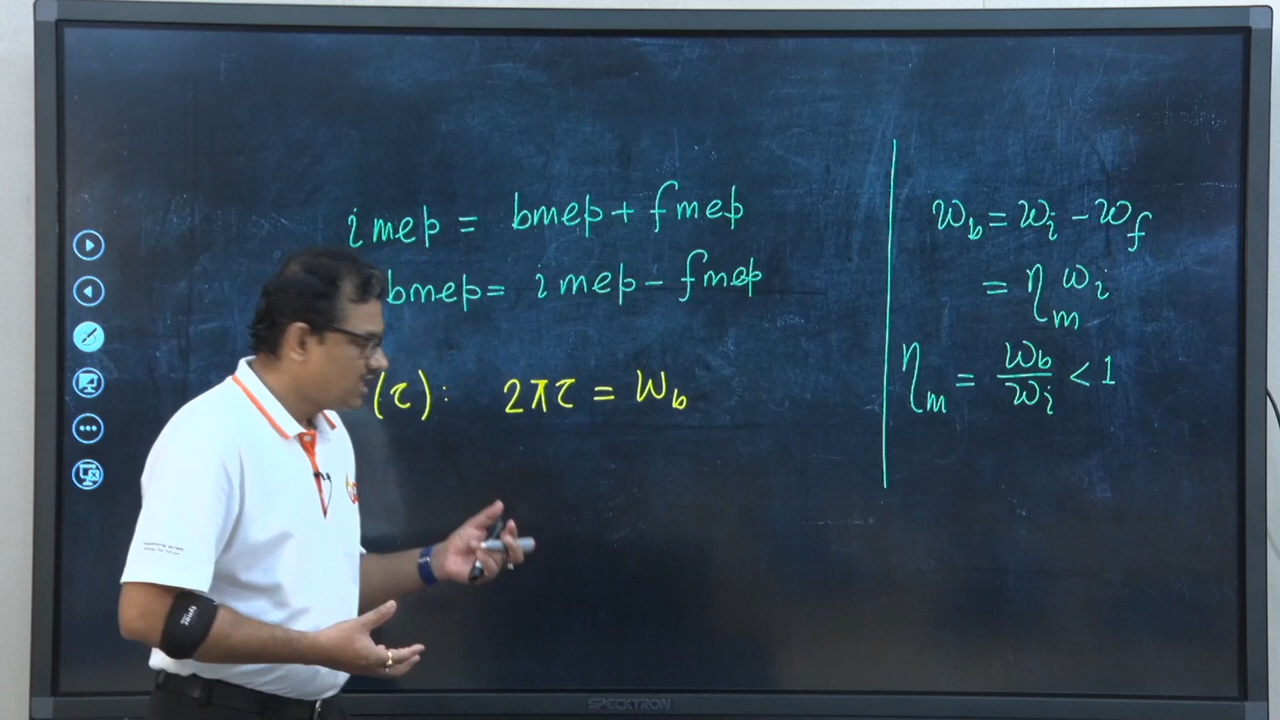 imep = bmep + fmep
bmep = imep - fmep
(τ): 2πτ = W_b
w_b = w_i - w_f
= η_m w_i
η_m = w_b / w_i < 1
SPECKTRON